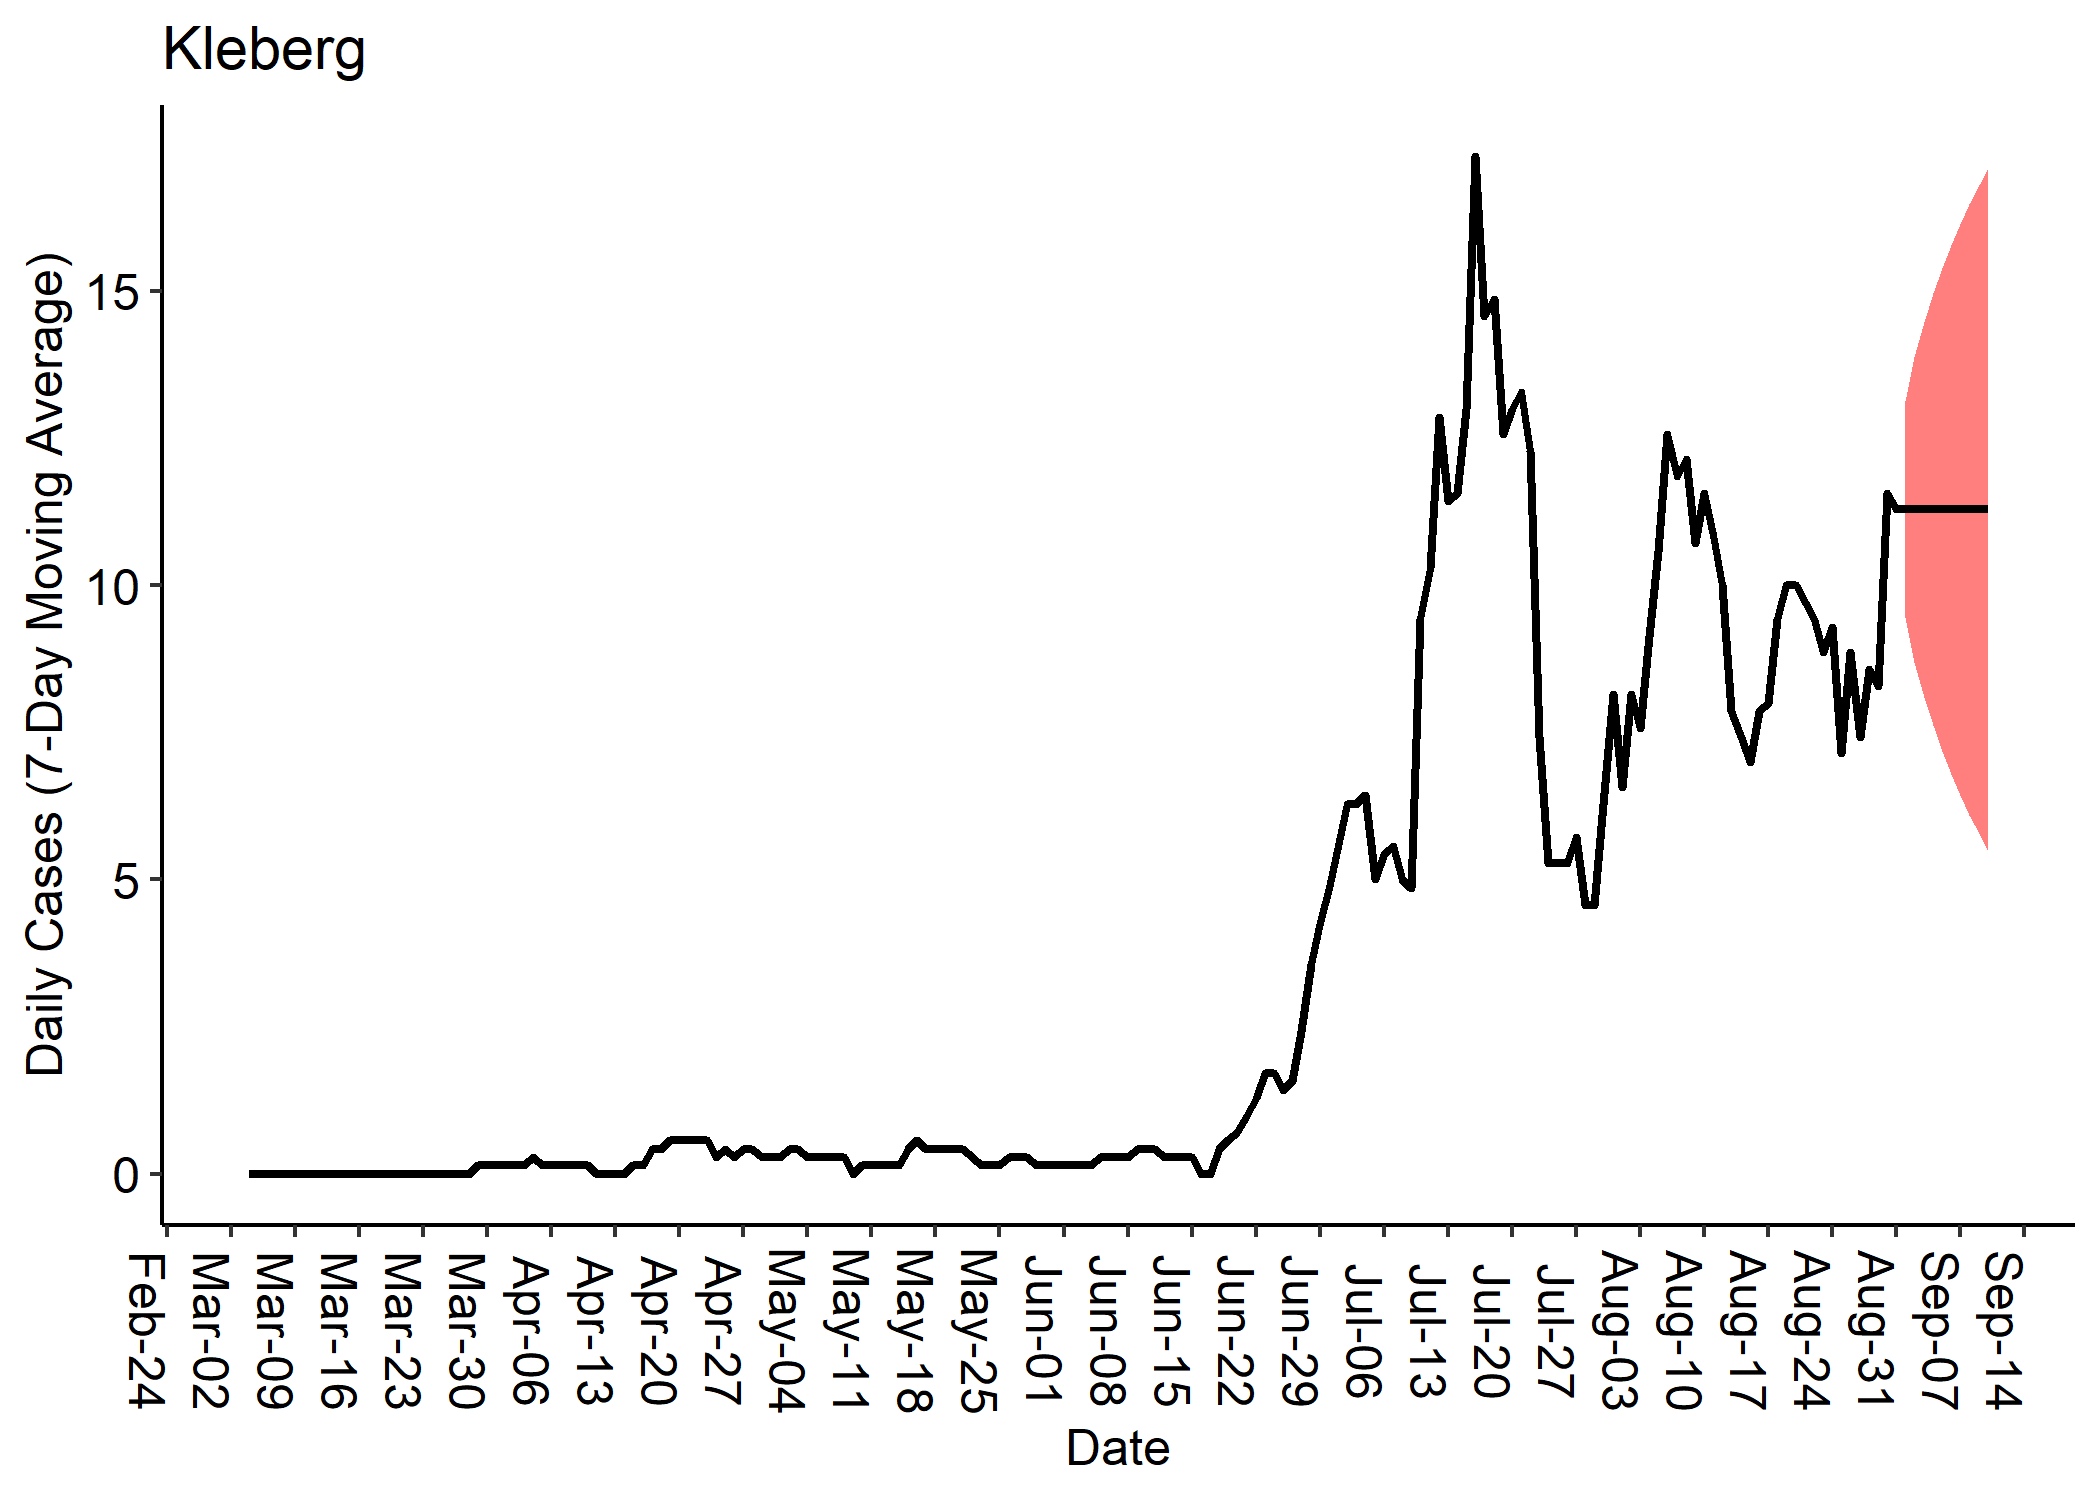 Kleberg
Daily Cases (7-Day Moving Average)
15
10
5
0
Feb-24
Mar-02
Mar-09
Mar-16
Mar-23
Mar-30
Apr-06
Apr-13
Apr-20
Apr-27
May-04
May-11
May-18
May-25
Jun-01
Jun-08
Jun-15
Jun-22
Jun-29
Jul-06
Jul-13
Jul-20
Jul-27
Aug-03
Aug-10
Aug-17
Aug-24
Aug-31
Sep-07
Sep-14
Date